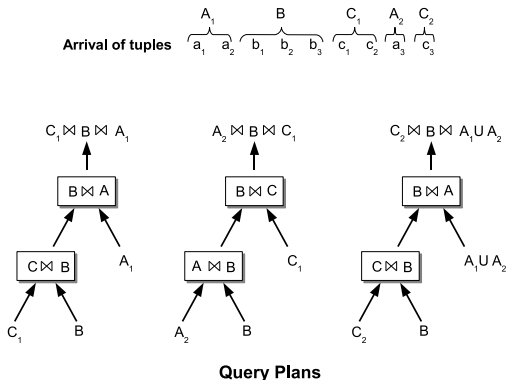 A₁ B C₁ A₂ C₂
Arrival of tuples a₁ a₂ b₁ b₂ b₃ c₁ c₂ a₃ c₃
C₁ ⋈ B ⋈ A₁ A₂ ⋈ B ⋈ C₁ C₂ ⋈ B ⋈ A₁∪A₂
B ⋈ A B ⋈ C B ⋈ A
A₁ C₁ A₁∪A₂
C ⋈ B A ⋈ B C ⋈ B
C₁ B A₂ B C₂ B
Query Plans